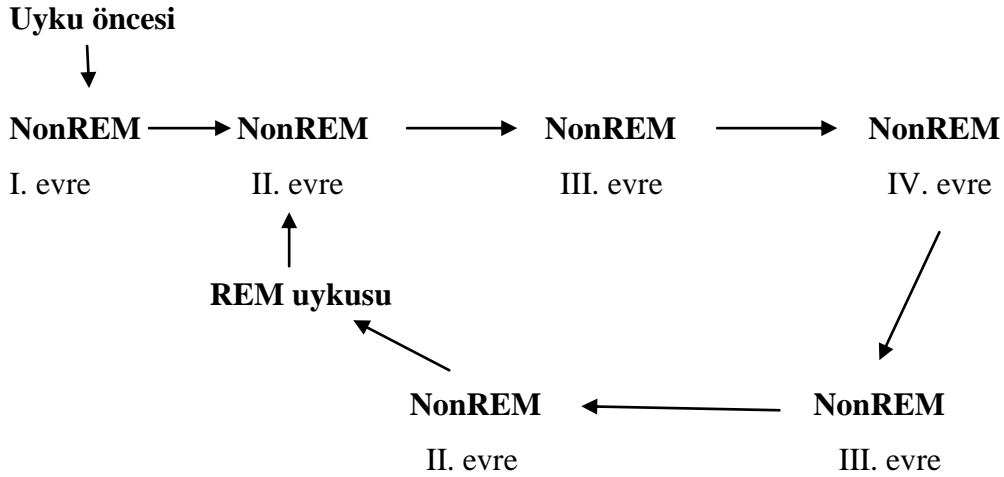 Uyku öncesi
NonREM NonREM NonREM NonREM
I. evre II. evre III. evre IV. evre
REM uykusu
NonREM NonREM
II. evre III. evre